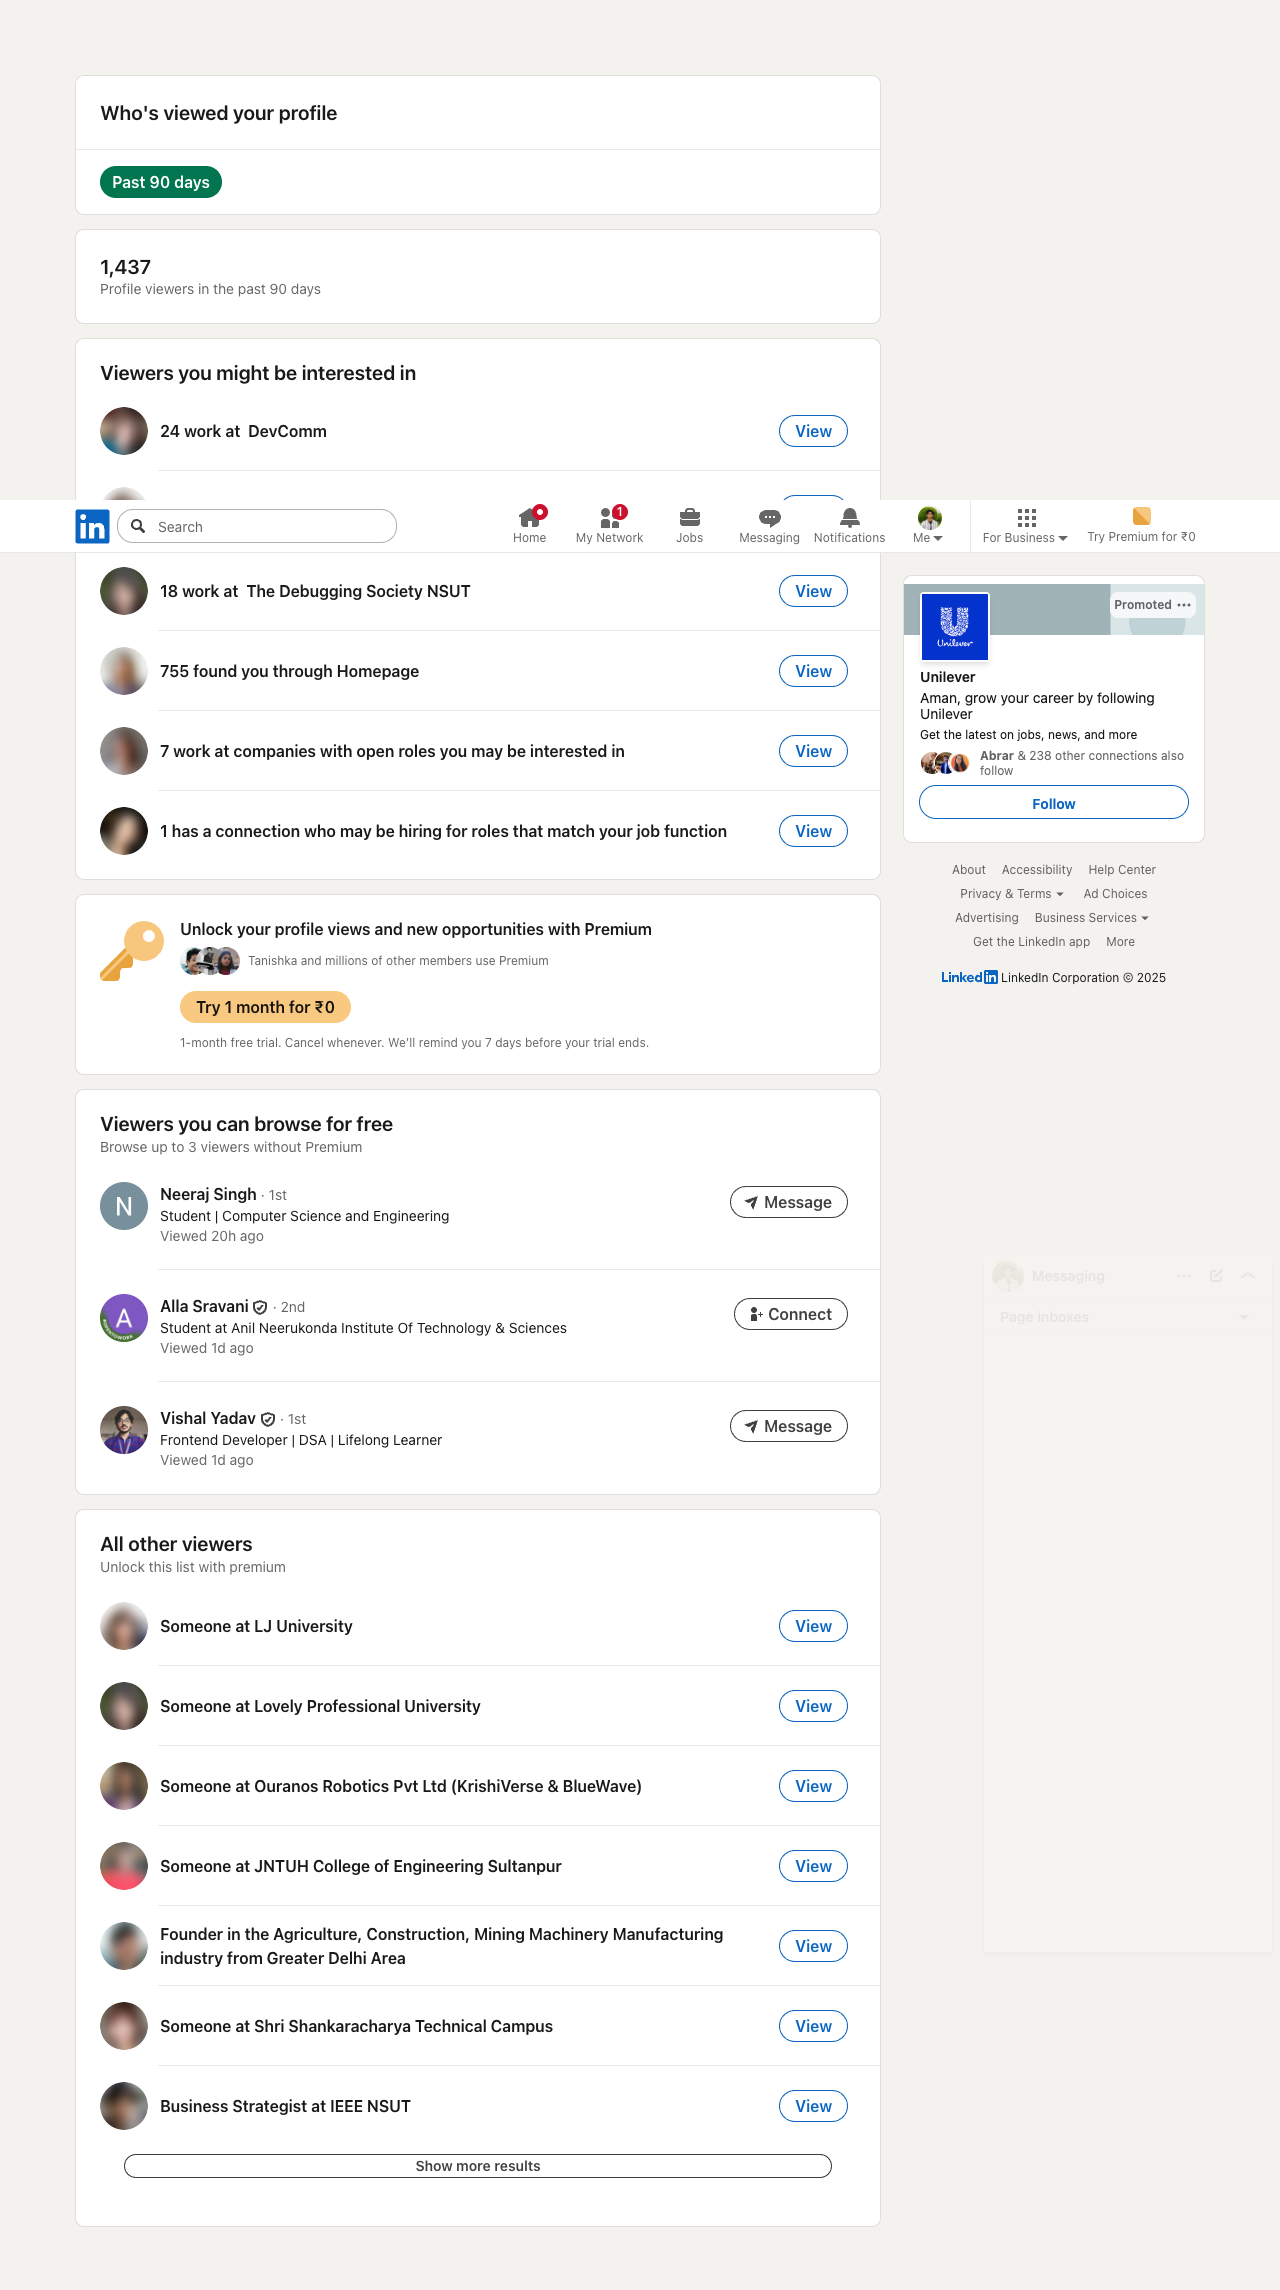 Who's viewed your profile
Past 90 days
1,437
Profile viewers in the past 90 days
Viewers you might be interested in
24 work at DevComm
View
in
Search
Home
1
My Network
Jobs
Messaging
Notifications
Me
For Business
Try Premium for ₹0
18 work at The Debugging Society NSUT
View
755 found you through Homepage
View
7 work at companies with open roles you may be interested in
View
1 has a connection who may be hiring for roles that match your job function
View
Promoted
Unilever
Unilever
Aman, grow your career by following
Unilever
Get the latest on jobs, news, and more
Abrar & 238 other connections also
follow
Follow
About Accessibility Help Center
Privacy & Terms Ad Choices
Advertising Business Services
Get the LinkedIn app More
Linkedin LinkedIn Corporation © 2025
Unlock your profile views and new opportunities with Premium
Tanishka and millions of other members use Premium
Try 1 month for ₹0
1-month free trial. Cancel whenever. We'll remind you 7 days before your trial ends.
Viewers you can browse for free
Browse up to 3 viewers without Premium
N
Neeraj Singh · 1st
Student | Computer Science and Engineering
Viewed 20h ago
Message
A
Alla Sravani · 2nd
Student at Anil Neerukonda Institute Of Technology & Sciences
Viewed 1d ago
Connect
Vishal Yadav · 1st
Frontend Developer | DSA | Lifelong Learner
Viewed 1d ago
Message
Messaging
Page inboxes
All other viewers
Unlock this list with premium
Someone at LJ University
View
Someone at Lovely Professional University
View
Someone at Ouranos Robotics Pvt Ltd (KrishiVerse & BlueWave)
View
Someone at JNTUH College of Engineering Sultanpur
View
Founder in the Agriculture, Construction, Mining Machinery Manufacturing
industry from Greater Delhi Area
View
Someone at Shri Shankaracharya Technical Campus
View
Business Strategist at IEEE NSUT
View
Show more results